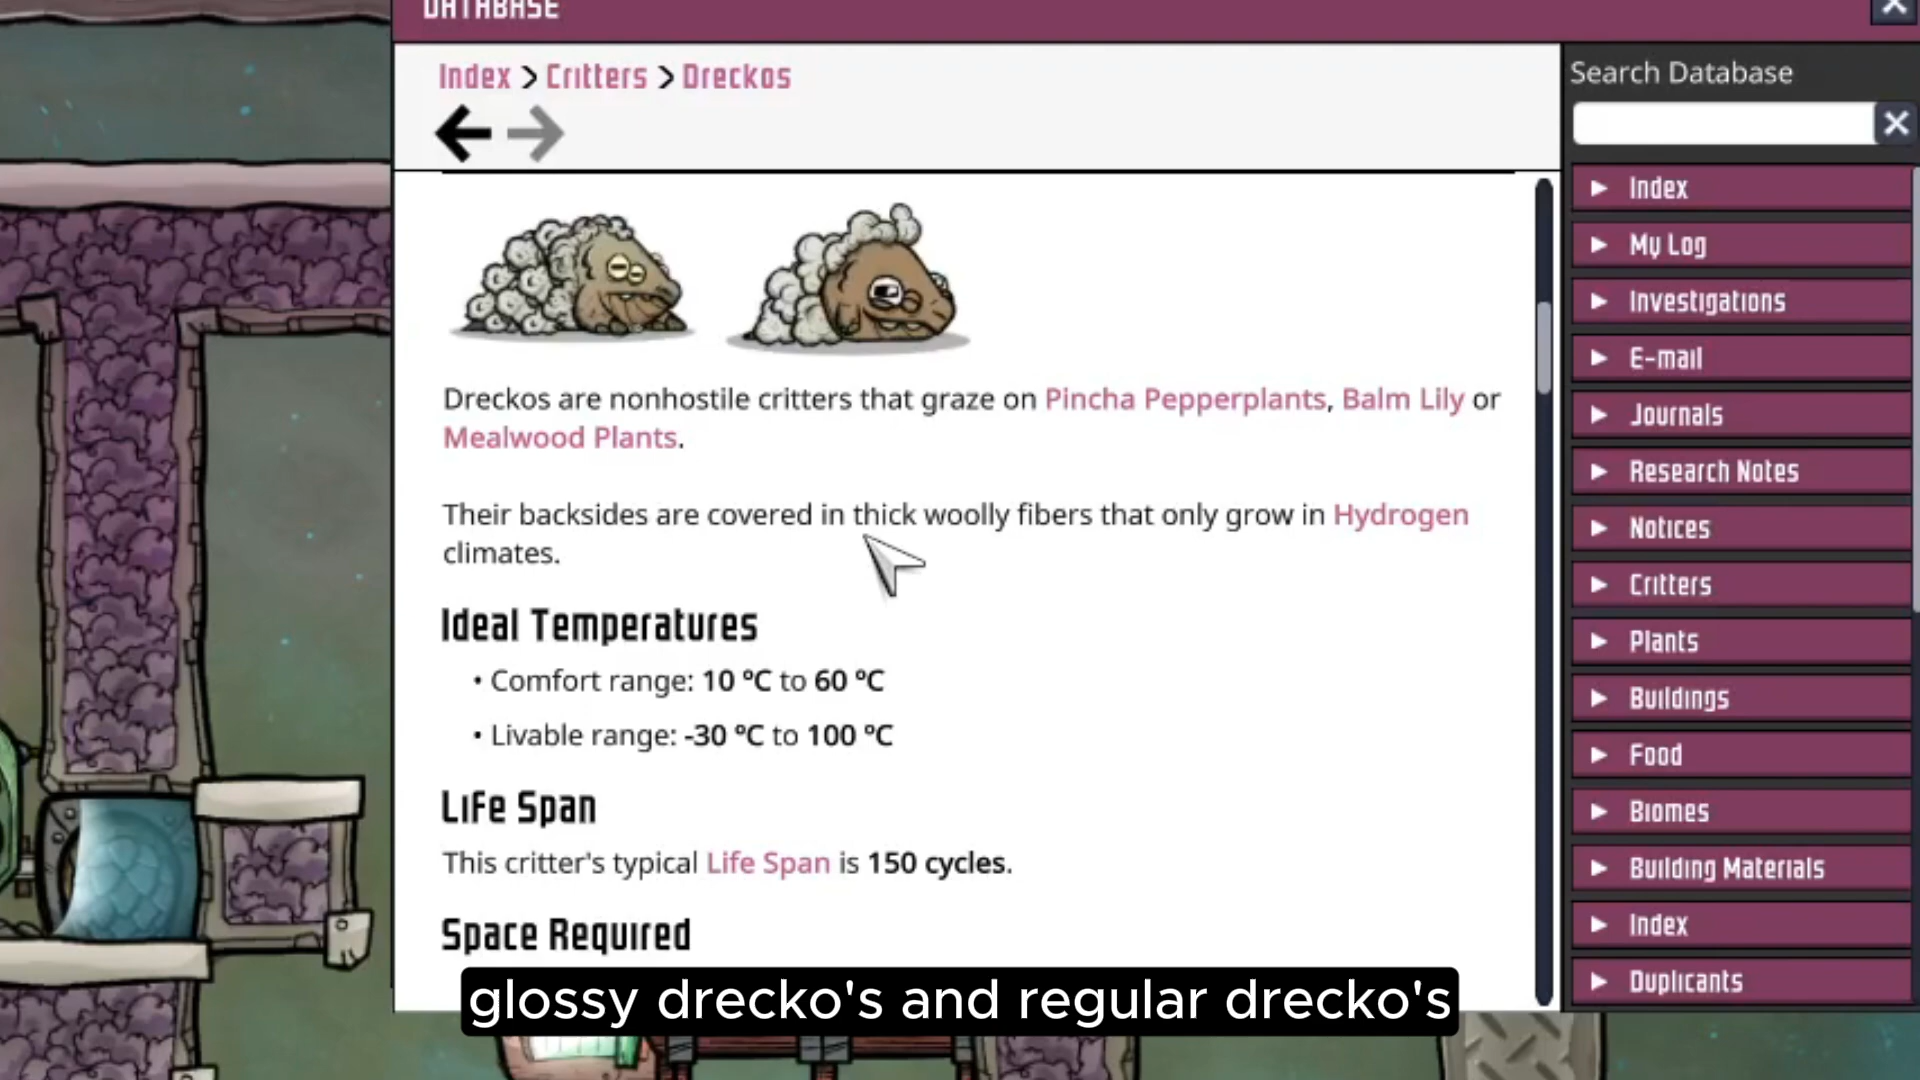 DATABASE
Index > Critters > Dreckos
Dreckos are nonhostile critters that graze on Pincha Pepperplants, Balm Lily or
Mealwood Plants.
Their backsides are covered in thick woolly fibers that only grow in Hydrogen
climates.
Ideal Temperatures
• Comfort range: 10 °C to 60 °C
• Livable range: -30 °C to 100 °C
Life Span
This critter's typical Life Span is 150 cycles.
Space Required
glossy drecko's and regular drecko's
Search Database
Index
My Log
Investigations
E-mail
Journals
Research Notes
Notices
Critters
Plants
Buildings
Food
Biomes
Building Materials
Index
Duplicants